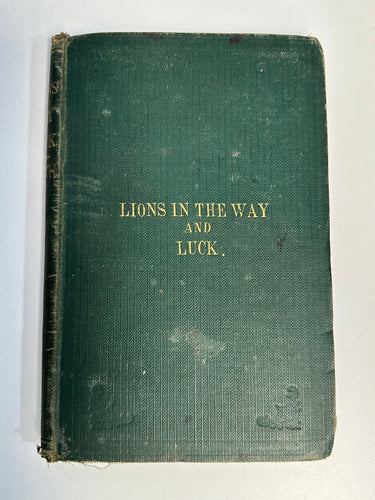 LIONS IN THE WAY
AND
LUCK.